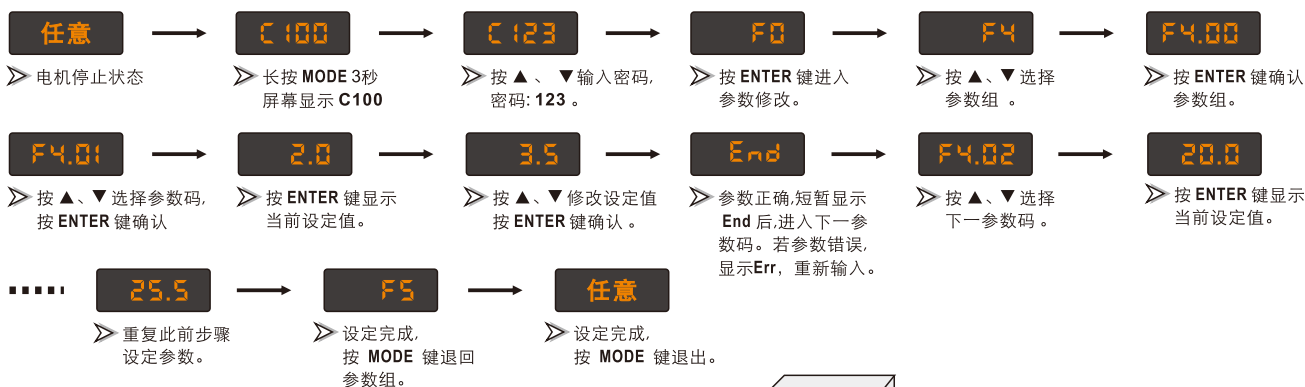 任意
C100
C123
F0
F4
F4.00
电机停止状态
长按 MODE 3秒
屏幕显示 C100
按 ▲ 、 ▼输入密码,
密码: 123 。
按 ENTER 键进入
参数修改。
按 ▲、▼ 选择
参数组 。
按 ENTER 键确认
参数组。
F4.01
2.0
3.5
End
F4.02
20.0
按 ▲、▼ 选择参数码,
按 ENTER 键确认
按 ENTER 键显示
当前设定值。
按 ▲、▼ 修改设定值
按 ENTER 键确认 。
参数正确,短暂显示
End 后,进入下一参
数码。若参数错误,
显示Err，重新输入。
按 ▲、▼ 选择
下一参数码 。
按 ENTER 键显示
当前设定值。
25.5
F5
任意
重复此前步骤
设定参数。
设定完成,
按 MODE 键退回
参数组。
设定完成,
按 MODE 键退出。